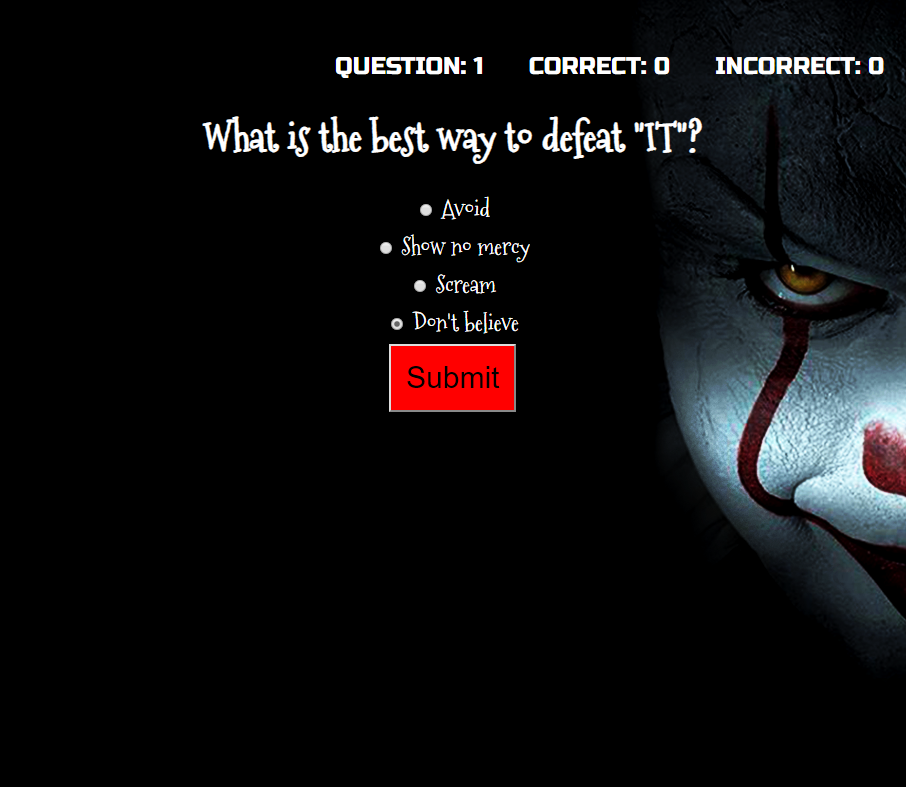 QUESTION: 1 CORRECT: 0 INCORRECT: 0
What is the best way to defeat "IT"?
Avoid
Show no mercy
Scream
Don't believe
Submit